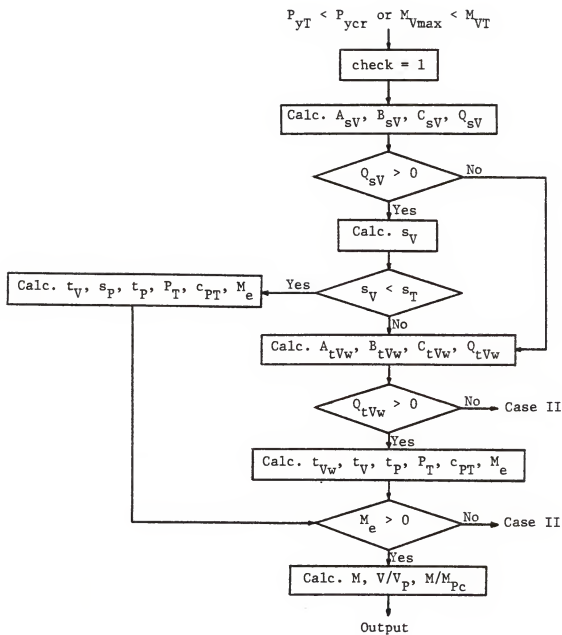 P_yT < P_ycr or M_Vmax < M_VT
check = 1
Calc. A_sV, B_sV, C_sV, Q_sV
Q_sV > 0
No
Yes
Calc. s_V
Calc. t_V, s_P, t_P, P_T, c_PT, M_e
Yes
s_V < s_T
No
Calc. A_tVw, B_tVw, C_tVw, Q_tVw
Q_tVw > 0
No
Case II
Yes
Calc. t_Vw, t_V, t_P, P_T, c_PT, M_e
M_e > 0
No
Case II
Yes
Calc. M, V/V_P, M/M_Pc
Output